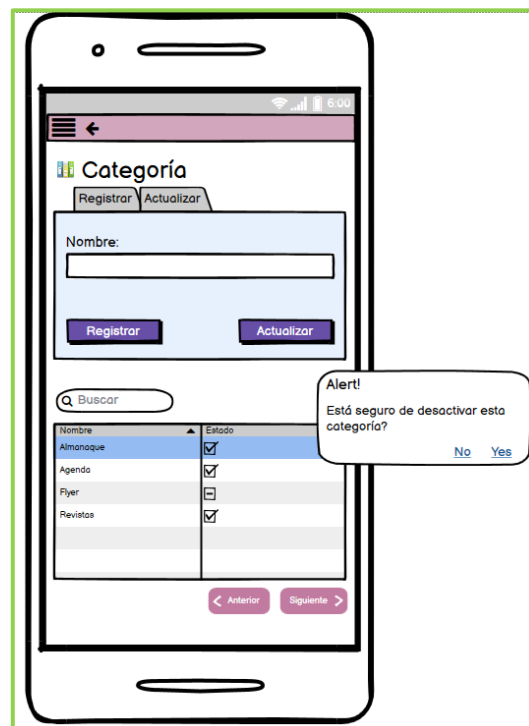 6:00
Categoría
Registrar Actualizar
Nombre:
Registrar Actualizar
Buscar
Alert!
Está seguro de desactivar esta
categoría?
No Yes
Nombre Estado
Almanaque
Agenda
Flyer
Revistas
Anterior Siguiente